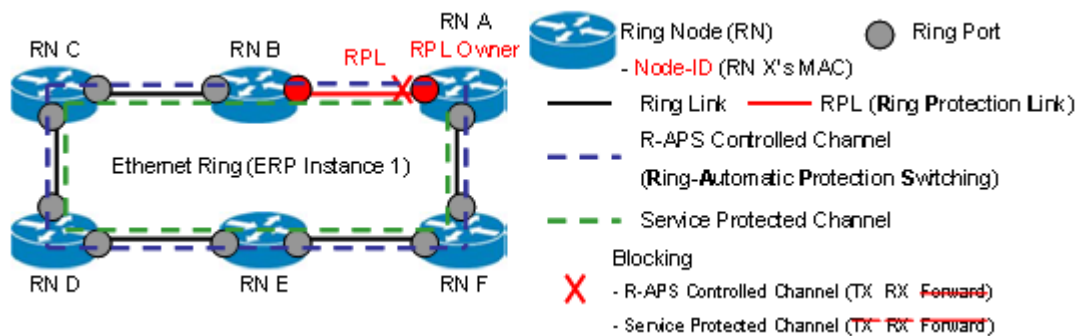 RN C
RN B
RPL
RN A
RPL Owner
Ethernet Ring (ERP Instance 1)
RN D
RN E
RN F
Ring Node (RN)
Ring Port
- Node-ID (RN X's MAC)
Ring Link
RPL (Ring Protection Link)
R-APS Controlled Channel
(Ring-Automatic Protection Switching)
Service Protected Channel
Blocking
- R-APS Controlled Channel (TX RX Forward)
- Service Protected Channel (TX RX Forward)